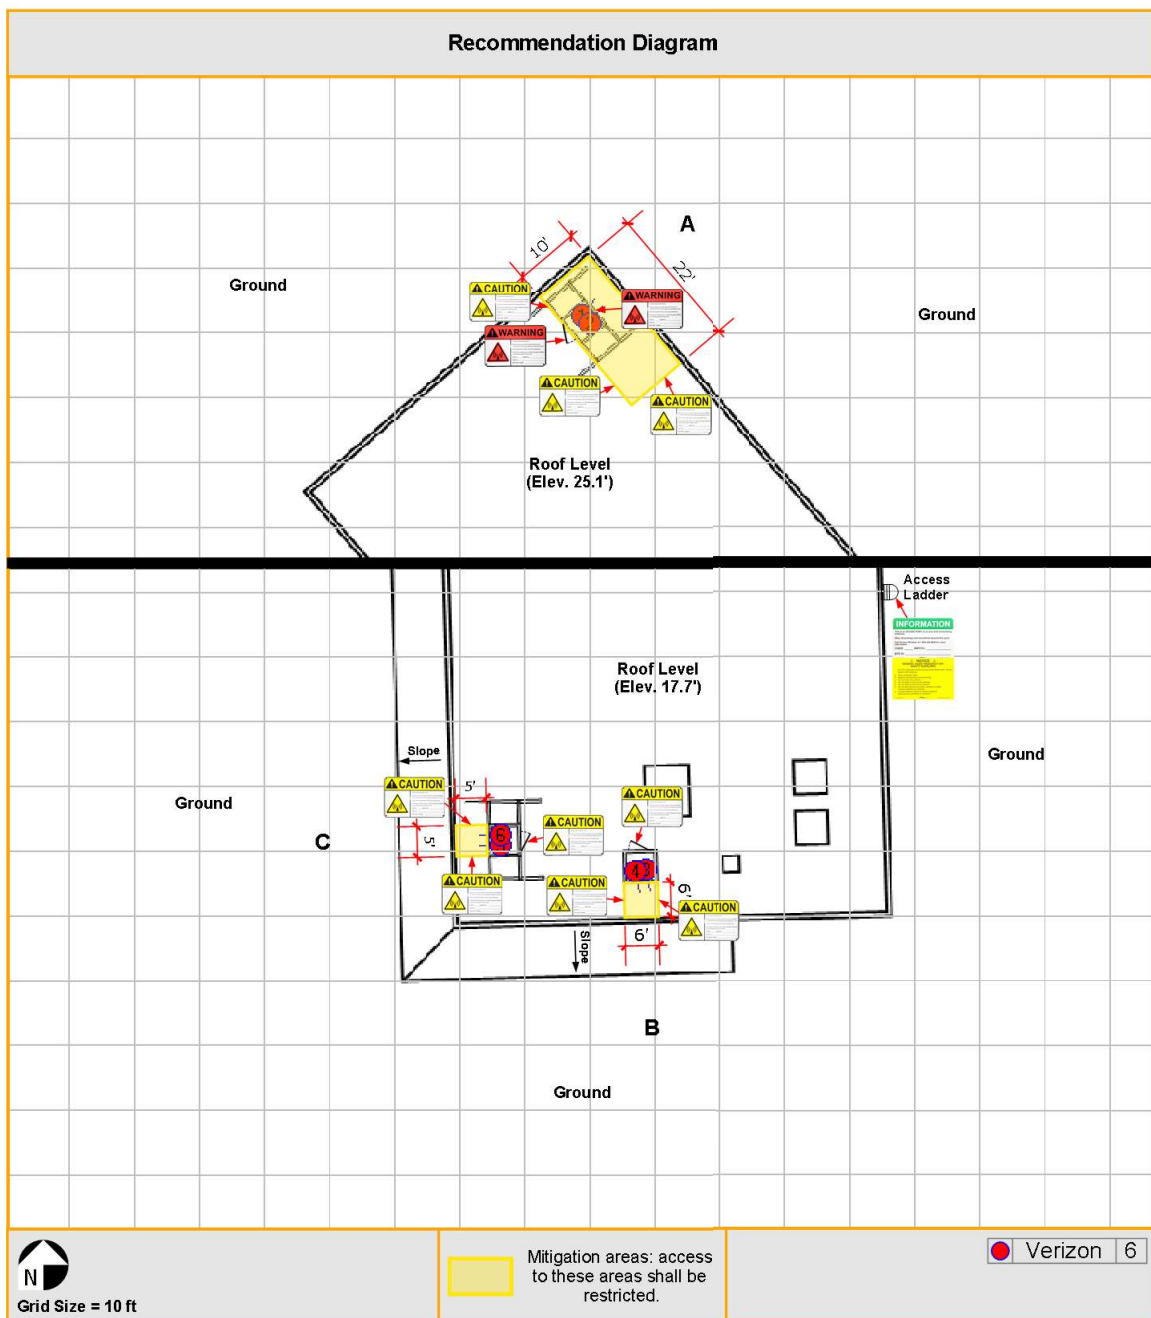 Recommendation Diagram
A
10'
22'
Ground
CAUTION
WARNING
WARNING
Ground
CAUTION
CAUTION
Roof Level
(Elev. 25.1')
Access
Ladder
INFORMATION
NOTICE
Roof Level
(Elev. 17.7')
Slope
Ground
CAUTION
5'
CAUTION
Ground
CAUTION
C
5'
6
4
CAUTION
CAUTION
6'
CAUTION
6'
Slope
B
Ground
N
Grid Size = 10 ft
Mitigation areas: access
to these areas shall be
restricted.
Verizon 6